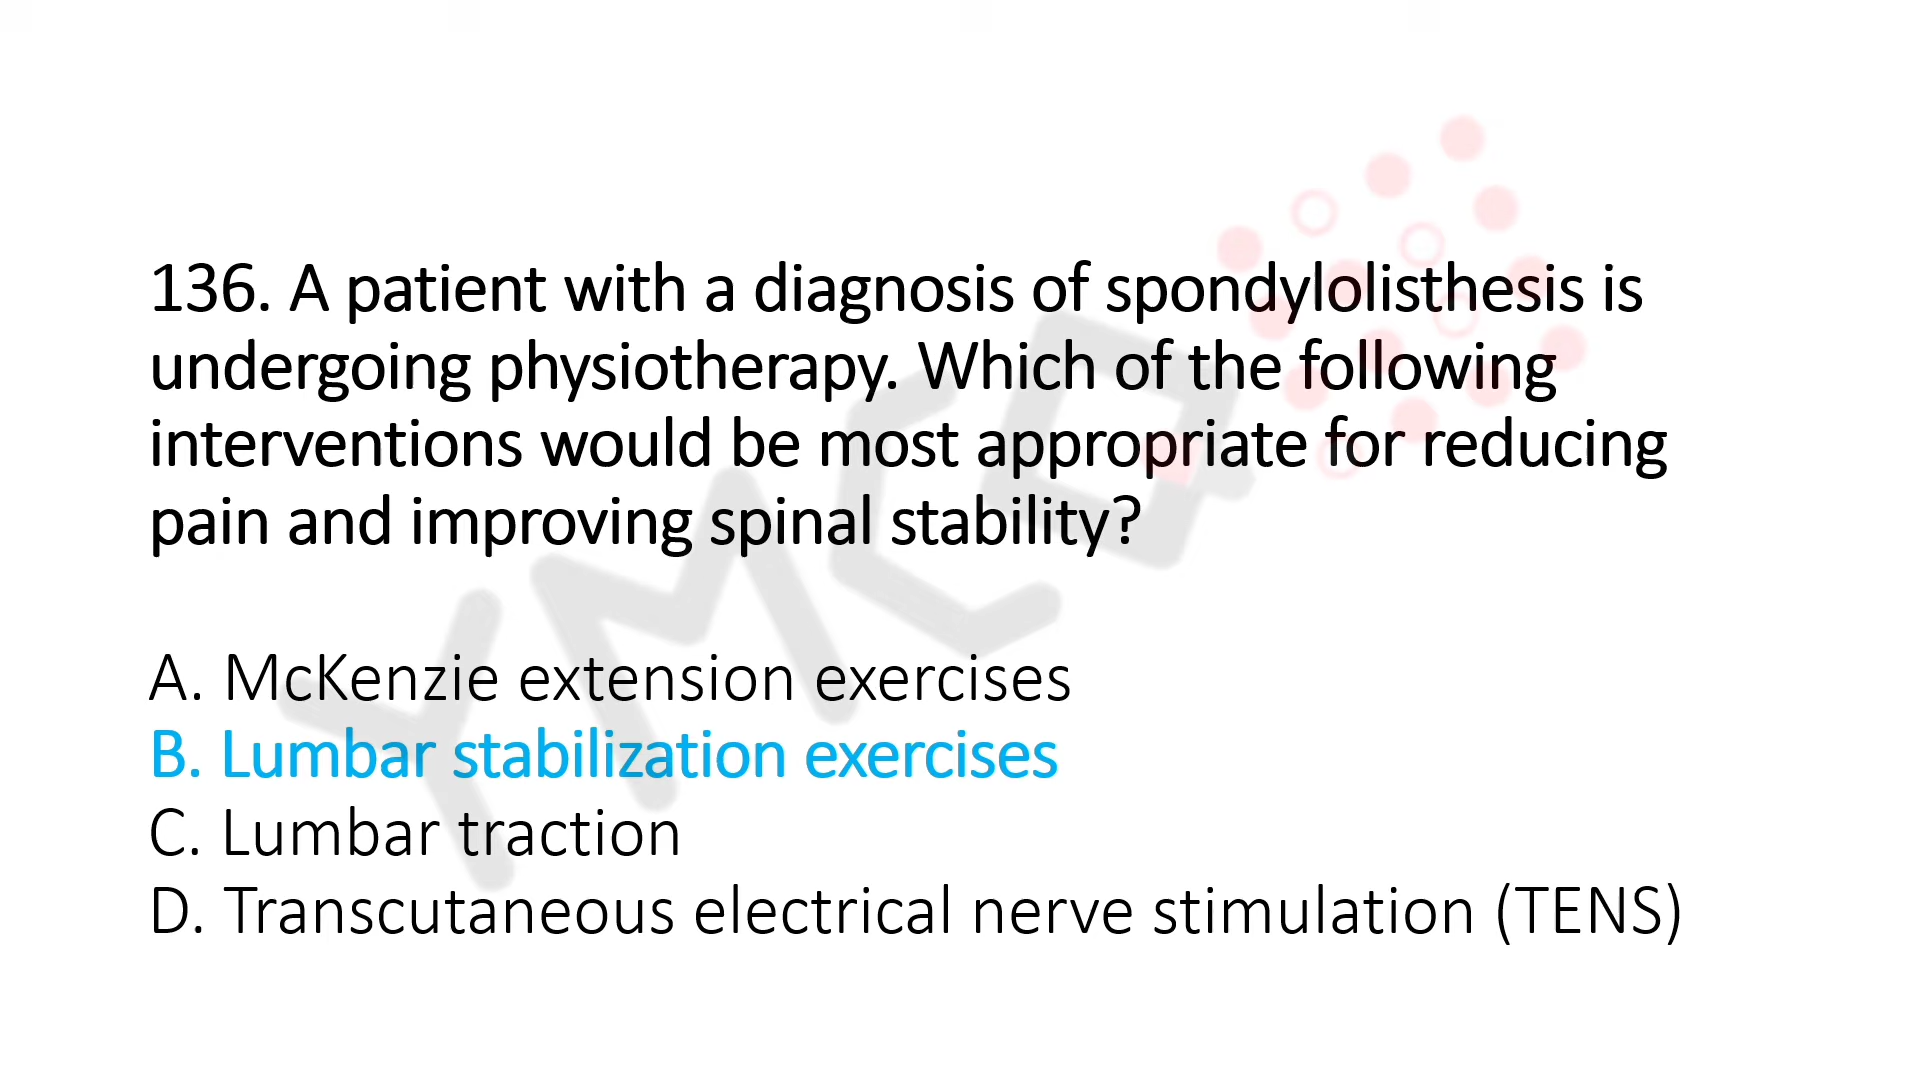 136. A patient with a diagnosis of spondylolisthesis is
undergoing physiotherapy. Which of the following
interventions would be most appropriate for reducing
pain and improving spinal stability?
A. McKenzie extension exercises
B. Lumbar stabilization exercises
C. Lumbar traction
D. Transcutaneous electrical nerve stimulation (TENS)
YMCQ